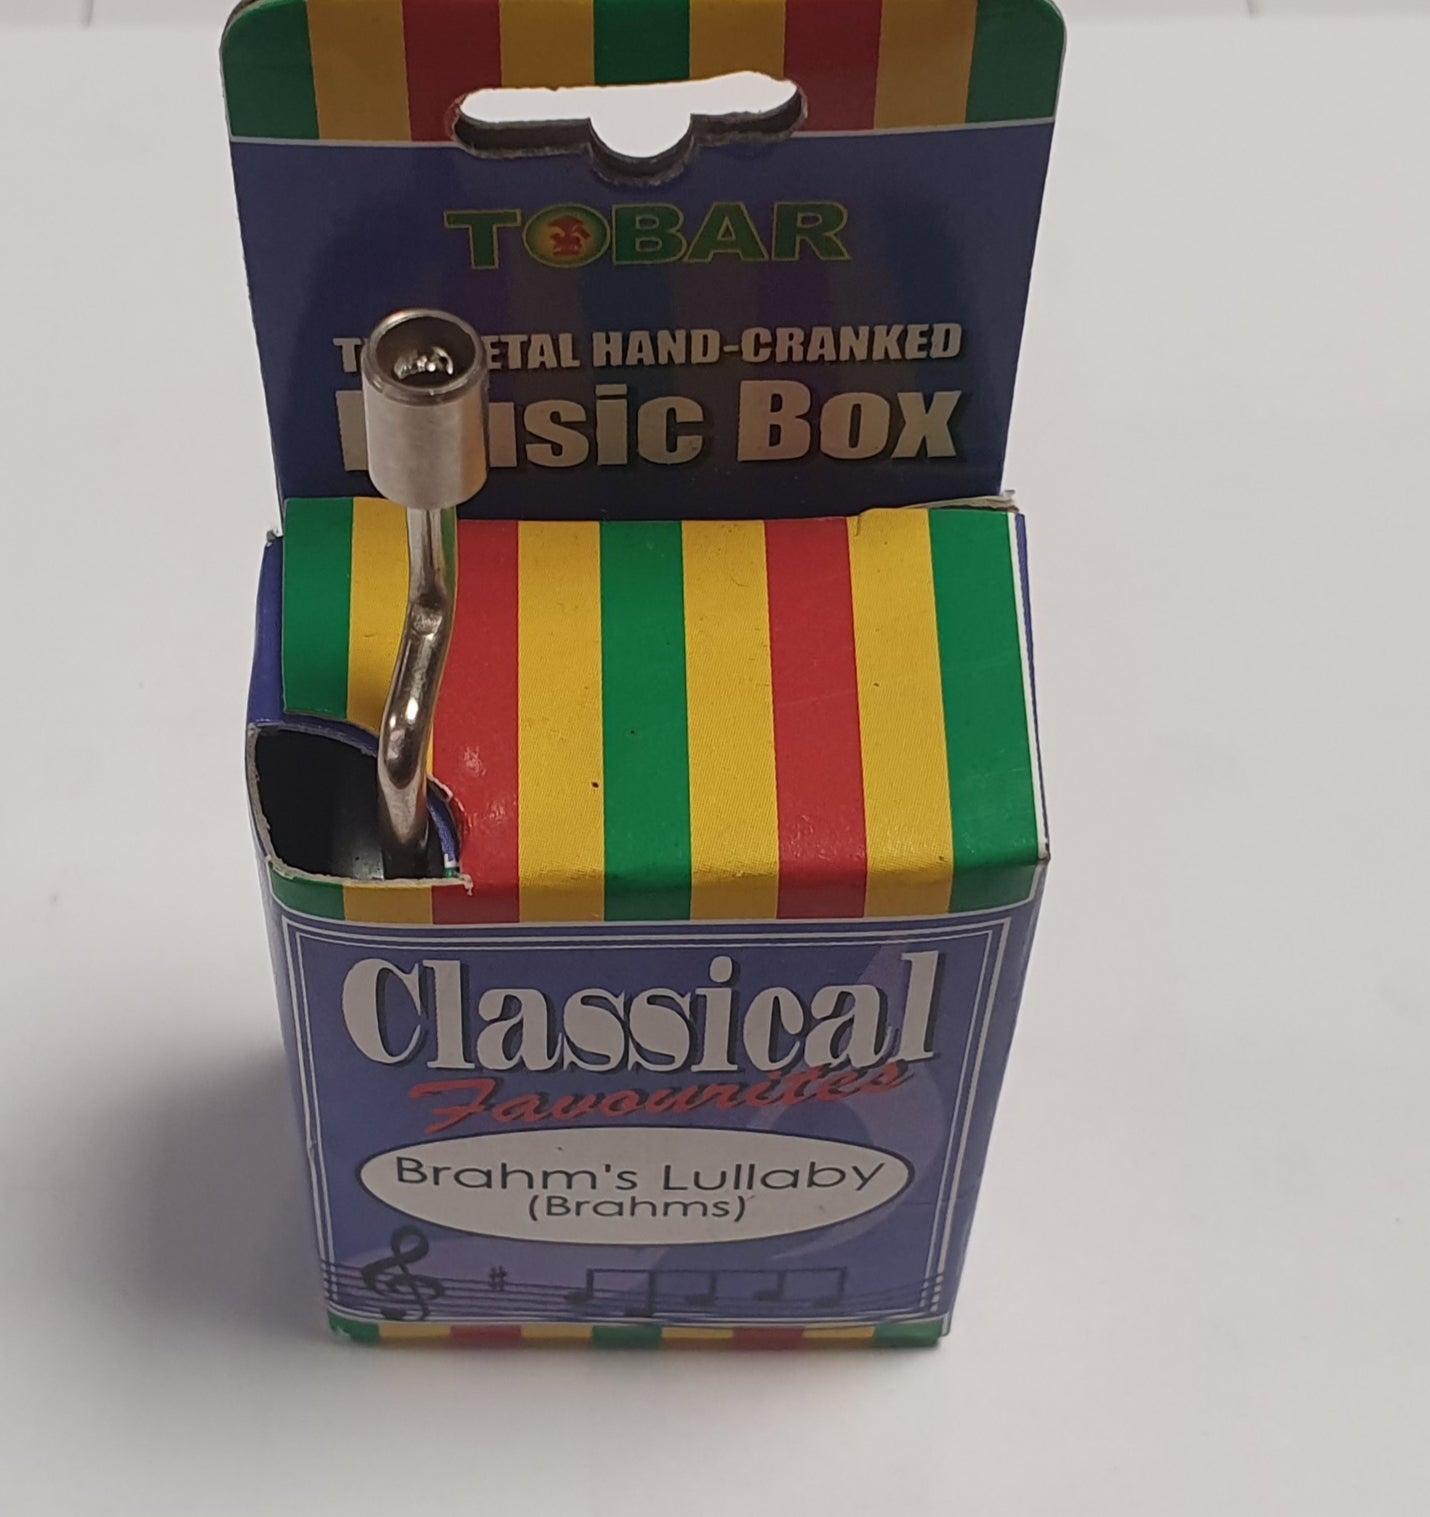 TOBAR
HAND-CRANKED
Box
Classical
Favourites
Brahm's Lullaby
(Brahms)